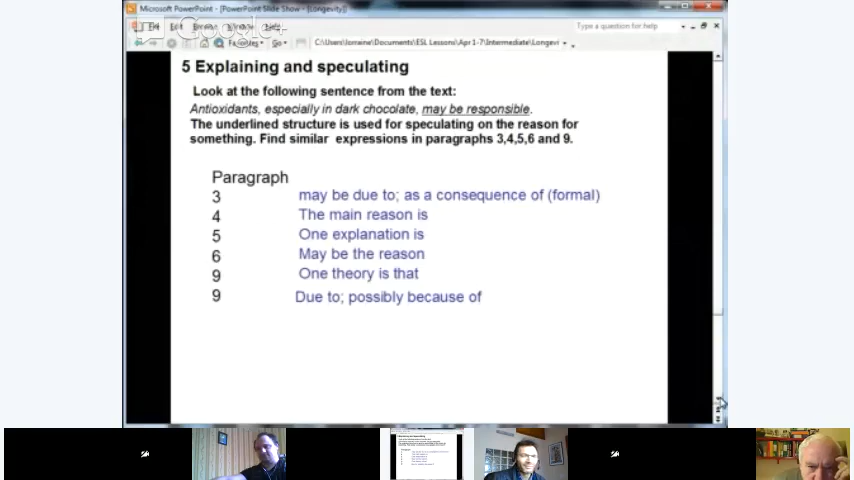 Microsoft PowerPoint - [PowerPoint Slide Show - [Longevity]]
Google+
Type a question for help
C:\Users\lorraine\Documents\ESL Lessons\Apr 1-7\Intermediate\Longevi
5 Explaining and speculating
Look at the following sentence from the text:
Antioxidants, especially in dark chocolate, may be responsible.
The underlined structure is used for speculating on the reason for
something. Find similar expressions in paragraphs 3,4,5,6 and 9.
Paragraph
3 may be due to; as a consequence of (formal)
4 The main reason is
5 One explanation is
6 May be the reason
9 One theory is that
9 Due to; possibly because of